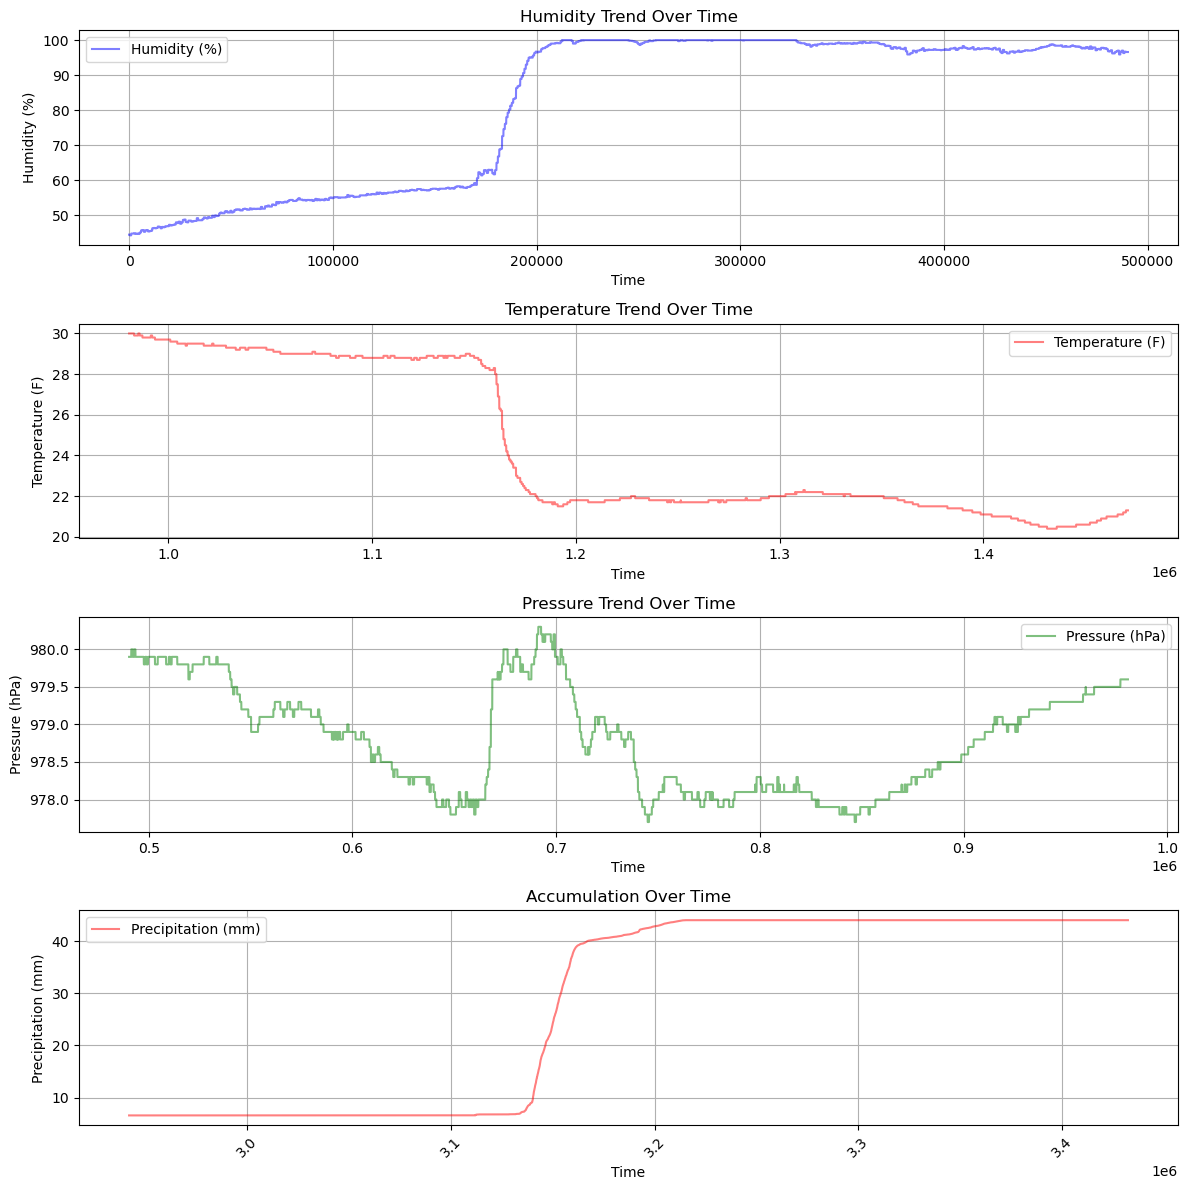 Humidity Trend Over Time
Humidity (%)
Humidity (%)
100
90
80
70
60
50
0 100000 200000 300000 400000 500000
Time
Temperature Trend Over Time
Temperature (F)
Temperature (F)
30
28
26
24
22
20
1.0 1.1 1.2 1.3 1.4
Time
1e6
Pressure Trend Over Time
Pressure (hPa)
Pressure (hPa)
980.0
979.5
979.0
978.5
978.0
0.5 0.6 0.7 0.8 0.9 1.0
Time
1e6
Accumulation Over Time
Precipitation (mm)
Precipitation (mm)
40
30
20
10
3.0 3.1 3.2 3.3 3.4
Time
1e6